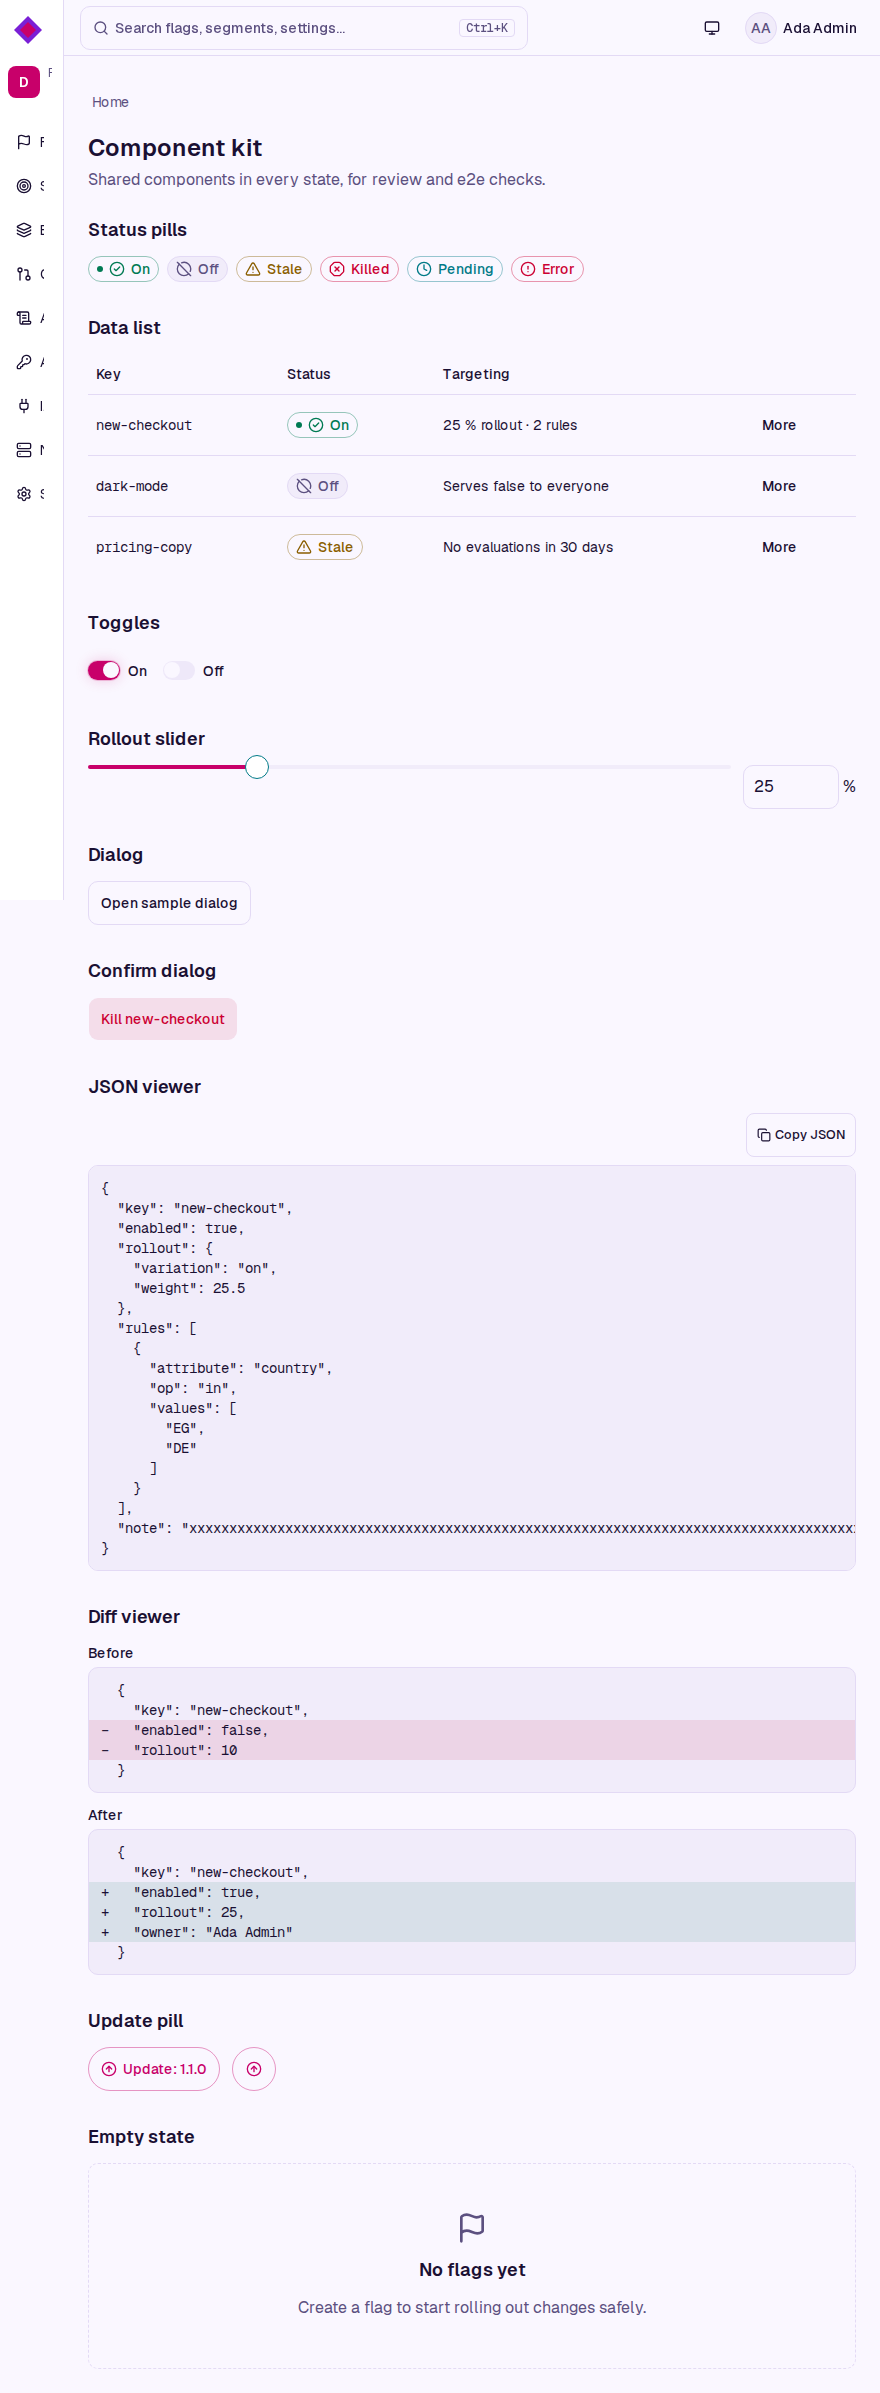 Search flags, segments, settings...
Ctrl+K
AA
Ada Admin
D
Home
Component kit
Shared components in every state, for review and e2e checks.
Status pills
On
Off
Stale
Killed
Pending
Error
Data list
Key
Status
Targeting
new-checkout
On
25 % rollout · 2 rules
More
dark-mode
Off
Serves false to everyone
More
pricing-copy
Stale
No evaluations in 30 days
More
Toggles
On
Off
Rollout slider
25
%
Dialog
Open sample dialog
Confirm dialog
Kill new-checkout
JSON viewer
Copy JSON
{
"key": "new-checkout",
"enabled": true,
"rollout": {
"variation": "on",
"weight": 25.5
},
"rules": [
{
"attribute": "country",
"op": "in",
"values": [
"EG",
"DE"
]
}
],
"note":
}
Diff viewer
Before
{
"key": "new-checkout",
- "enabled": false,
- "rollout": 10
}
After
{
"key": "new-checkout",
+ "enabled": true,
+ "rollout": 25,
+ "owner": "Ada Admin"
}
Update pill
Update: 1.1.0
Empty state
No flags yet
Create a flag to start rolling out changes safely.